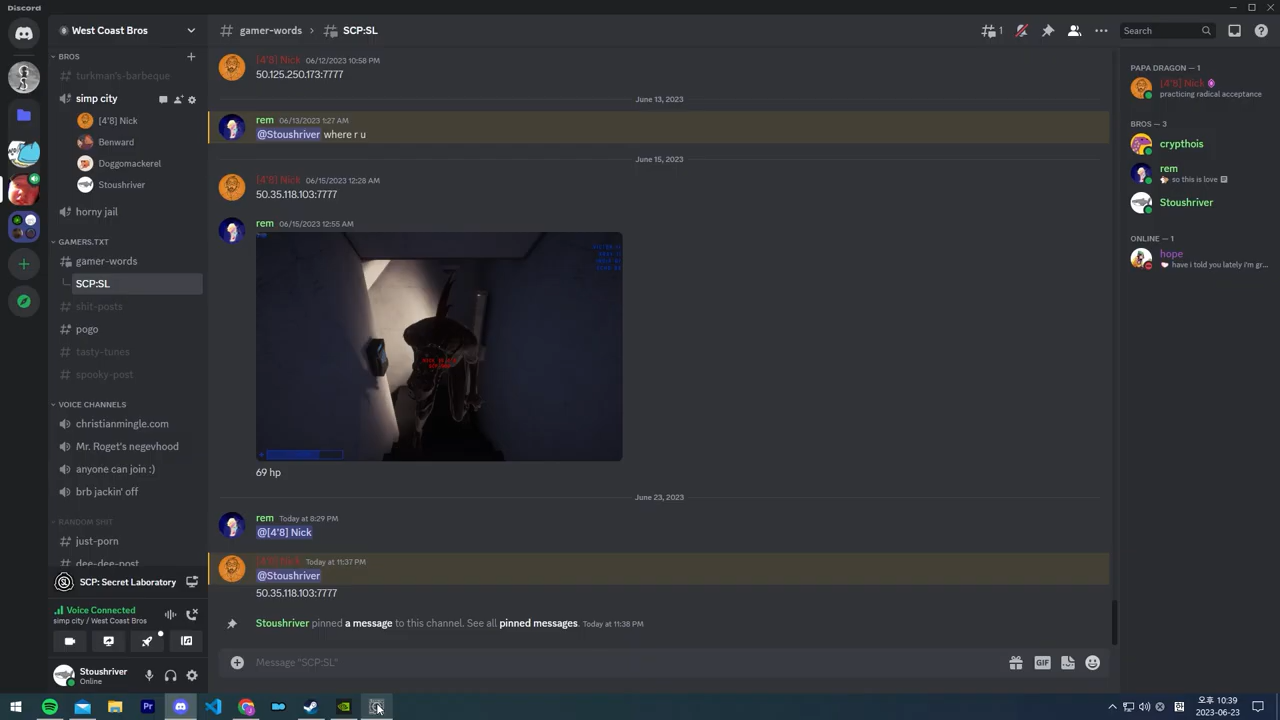 Discord
West Coast Bros
BROS
turkman's-barbeque
simp city
[4'8] Nick
Benward
Doggomackerel
Stoushriver
horny jail
GAMERS.TXT
gamer-words
SCP:SL
shit-posts
pogo
tasty-tunes
spooky-post
VOICE CHANNELS
christianmingle.com
Mr. Roget's negevhood
anyone can join :)
brb jackin' off
RANDOM SHIT
just-porn
dee-dee-post
SCP: Secret Laboratory
Voice Connected
simp city / West Coast Bros
Stoushriver
Online
gamer-words
SCP:SL
1
Search
[4'8] Nick 06/12/2023 10:58 PM
50.125.250.173:7777
June 13, 2023
rem 06/13/2023 1:27 AM
@Stoushriver where r u
June 15, 2023
[4'8] Nick 06/15/2023 12:28 AM
50.35.118.103:7777
rem 06/15/2023 12:55 AM
69 hp
June 23, 2023
rem Today at 8:29 PM
@[4'8] Nick
[4'8] Nick Today at 11:37 PM
@Stoushriver
50.35.118.103:7777
Stoushriver pinned a message to this channel. See all pinned messages. Today at 11:38 PM
Message "SCP:SL"
GIF
PAPA DRAGON — 1
[4'8] Nick
practicing radical acceptance
BROS — 3
crypthois
rem
so this is love
Stoushriver
ONLINE — 1
hope
have i told you lately i'm gr...
Pr
오후 10:39
2023-06-23